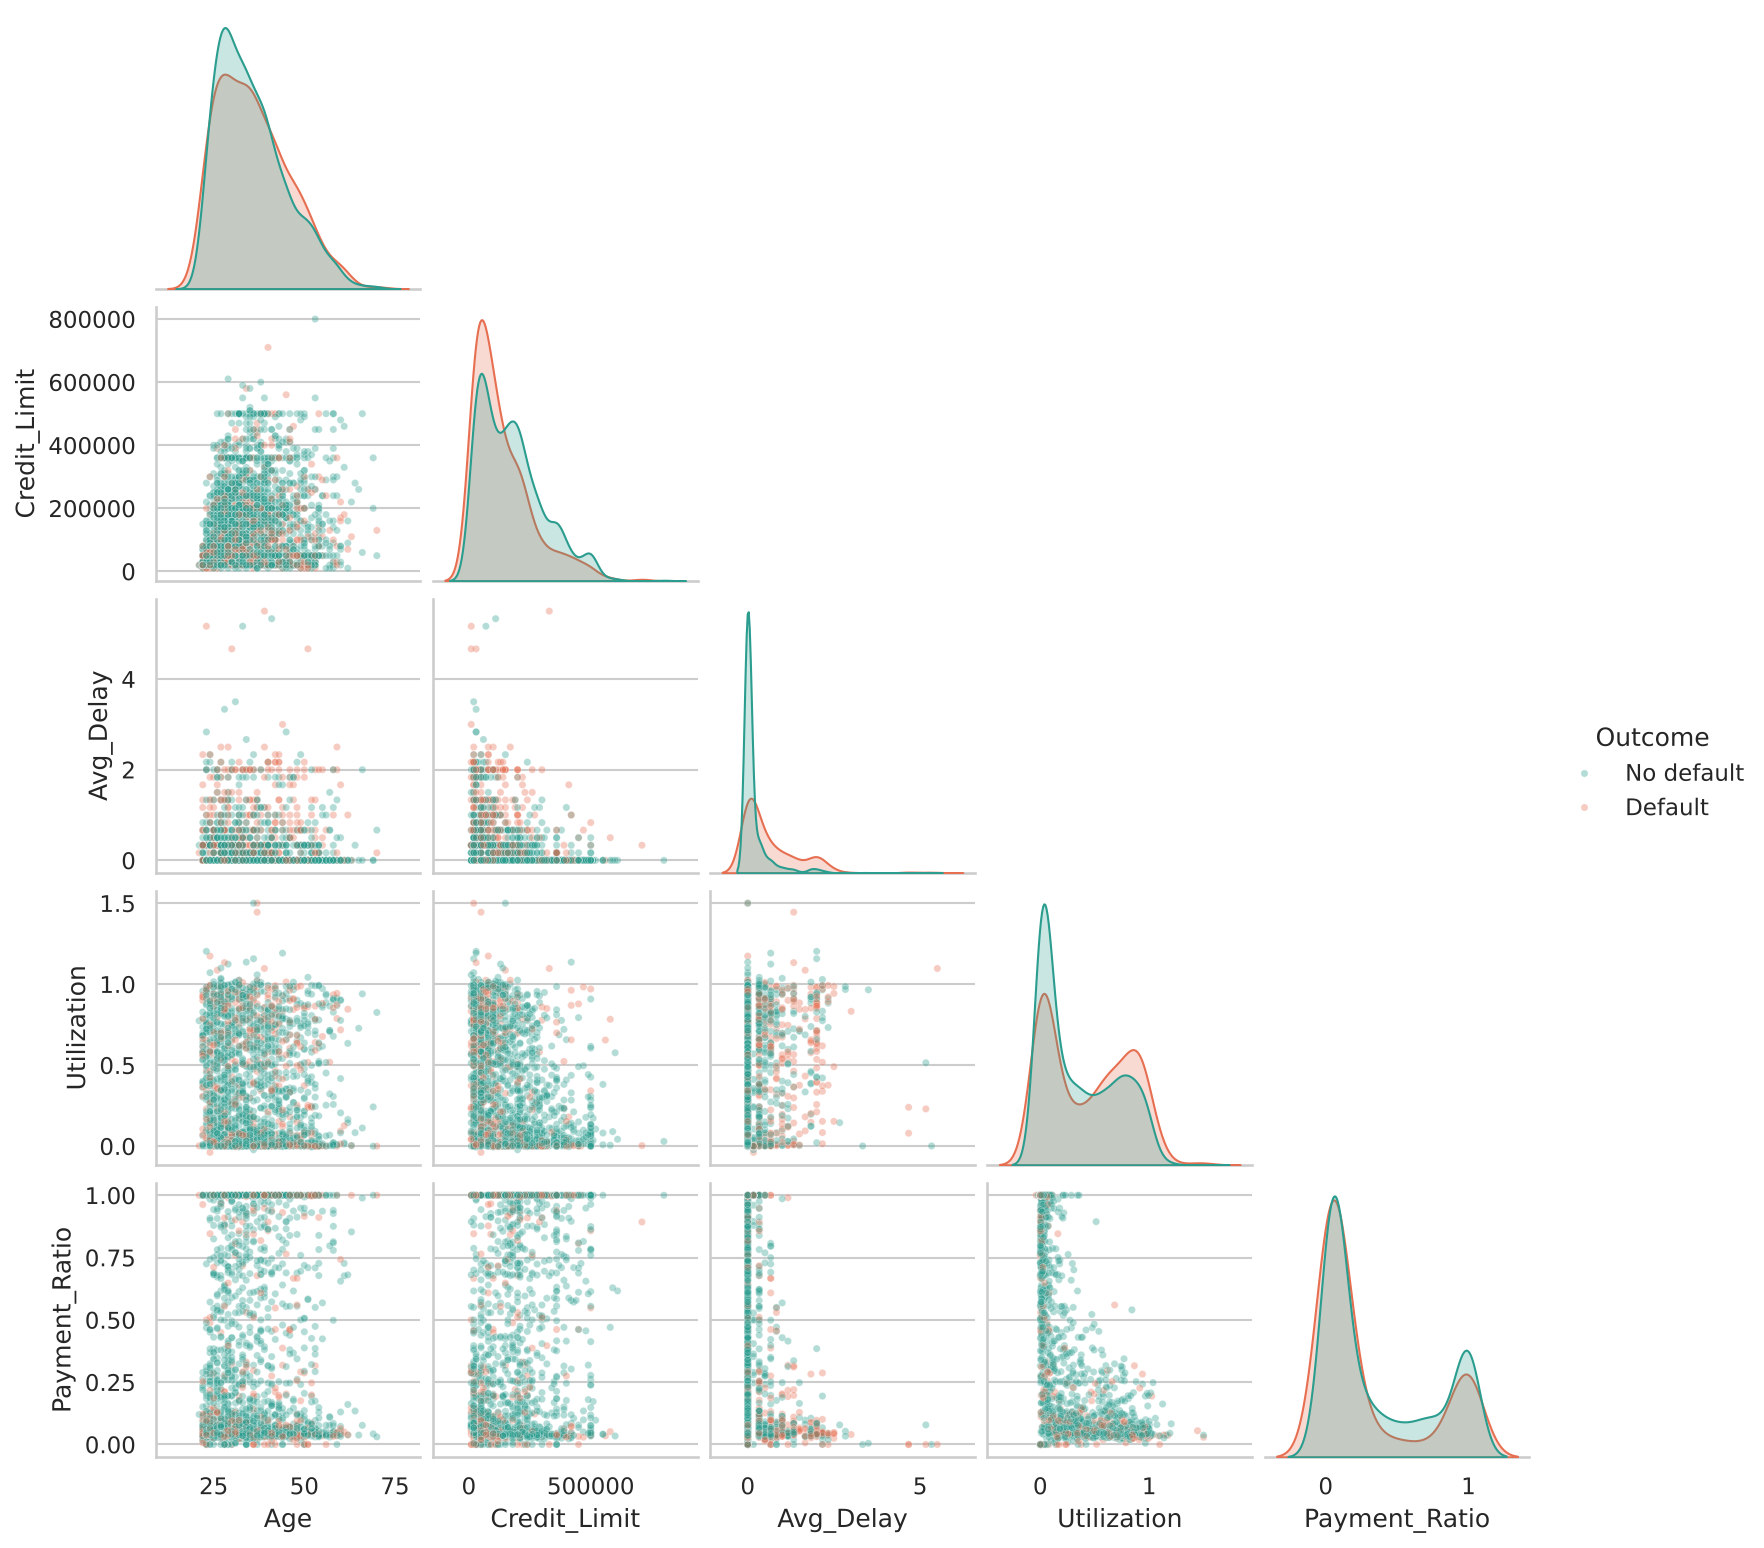 800000
600000
400000
200000
0
Credit_Limit
4
2
0
Avg_Delay
Outcome
No default
Default
1.5
1.0
0.5
0.0
Utilization
1.00
0.75
0.50
0.25
0.00
Payment_Ratio
25 50 75
0 500000
0 5
0 1
0 1
Age
Credit_Limit
Avg_Delay
Utilization
Payment_Ratio